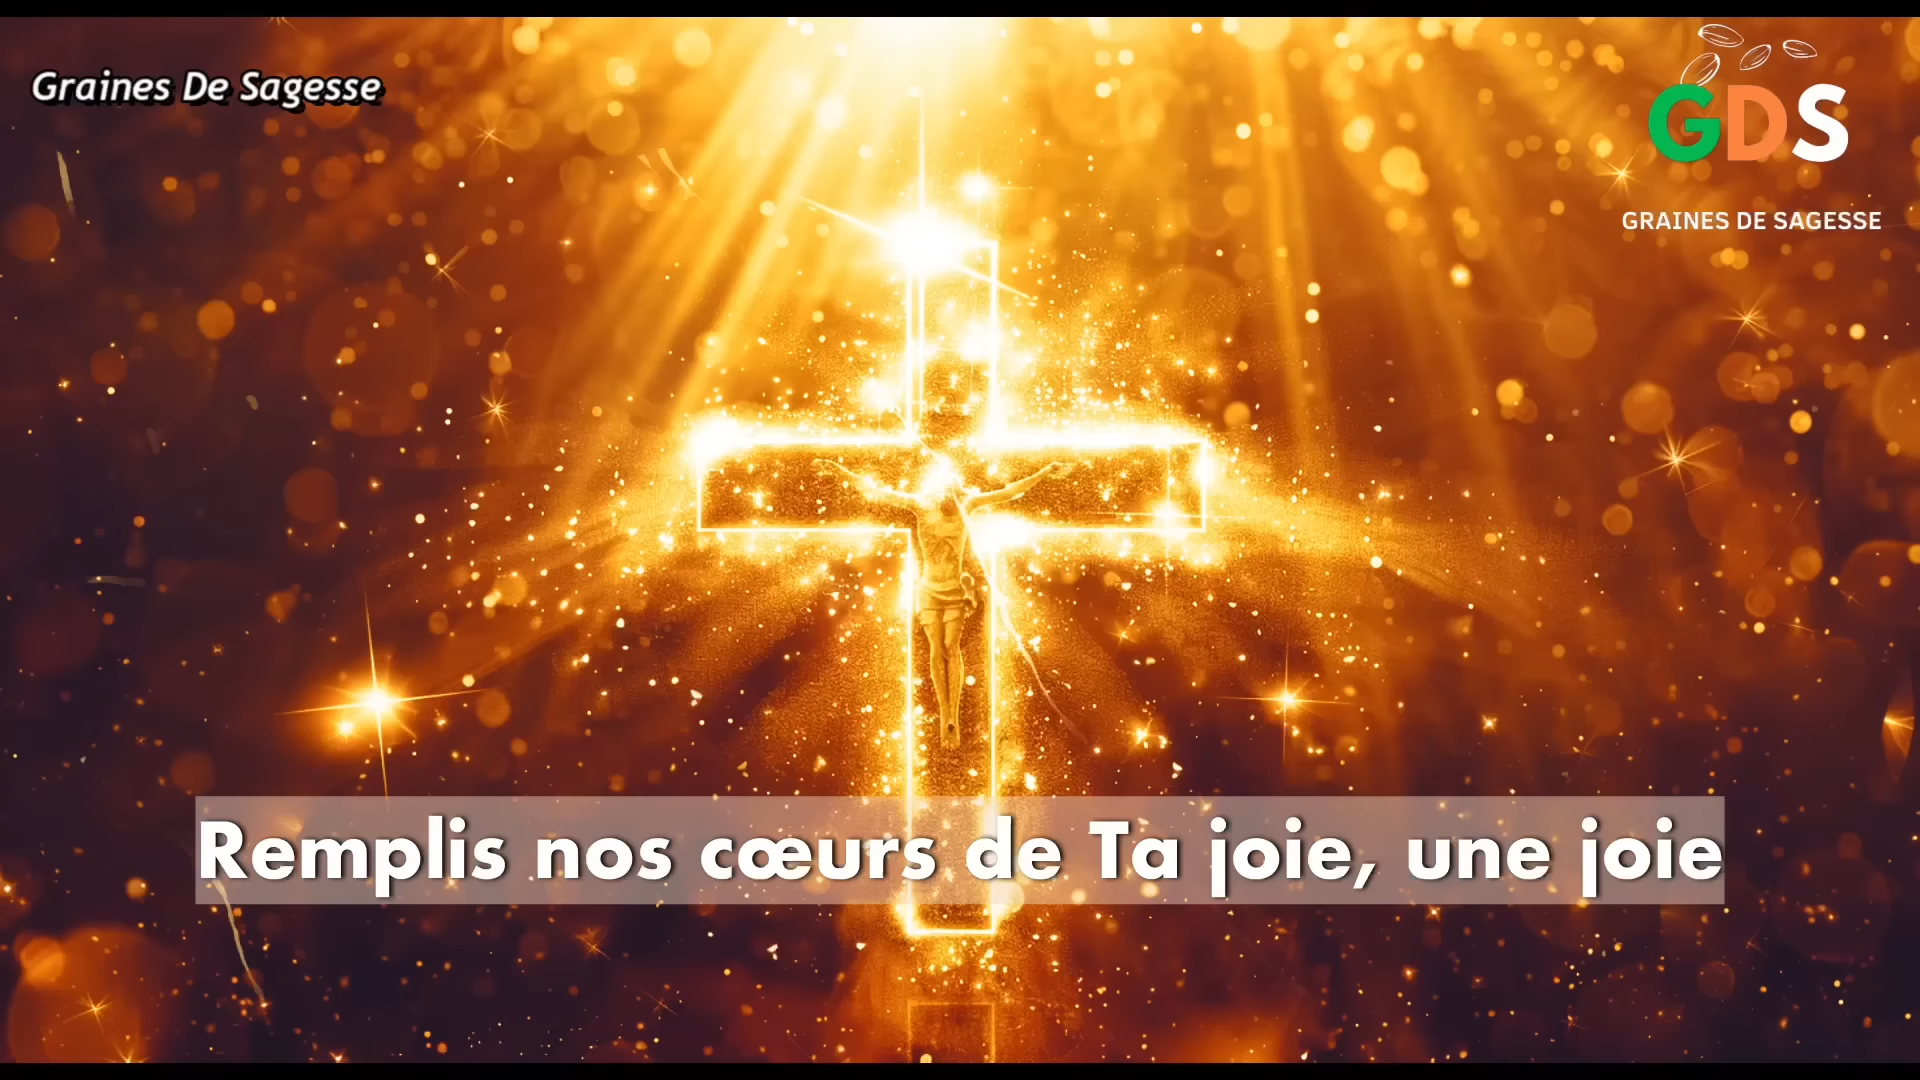 Graines De Sagesse
GDS
GRAINES DE SAGESSE
Remplis nos cœurs de Ta joie, une joie